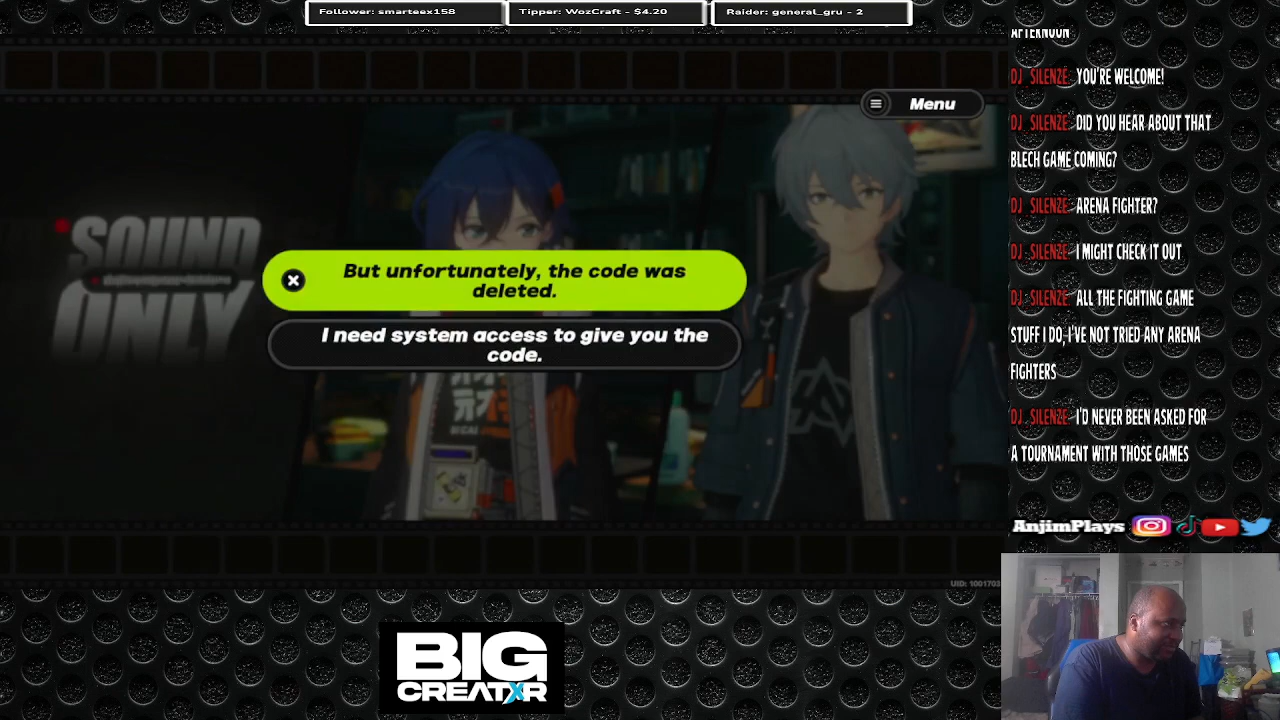 Follower: smarteex158
Tipper: WozCraft - $4.20
Raider: general_gru - 2
AFTERNOON
DJ_SILENZE: YOU'RE WELCOME!
DJ_SILENZE: DID YOU HEAR ABOUT THAT
BLECH GAME COMING?
DJ_SILENZE: ARENA FIGHTER?
DJ_SILENZE: I MIGHT CHECK IT OUT
DJ_SILENZE: ALL THE FIGHTING GAME
STUFF I DO, I'VE NOT TRIED ANY ARENA
FIGHTERS
DJ_SILENZE: I'D NEVER BEEN ASKED FOR
A TOURNAMENT WITH THOSE GAMES
Menu
SOUND
ONLY
But unfortunately, the code was
deleted.
I need system access to give you the
code.
AnjimPlays
UID: 1001703
BIG
CREATXR